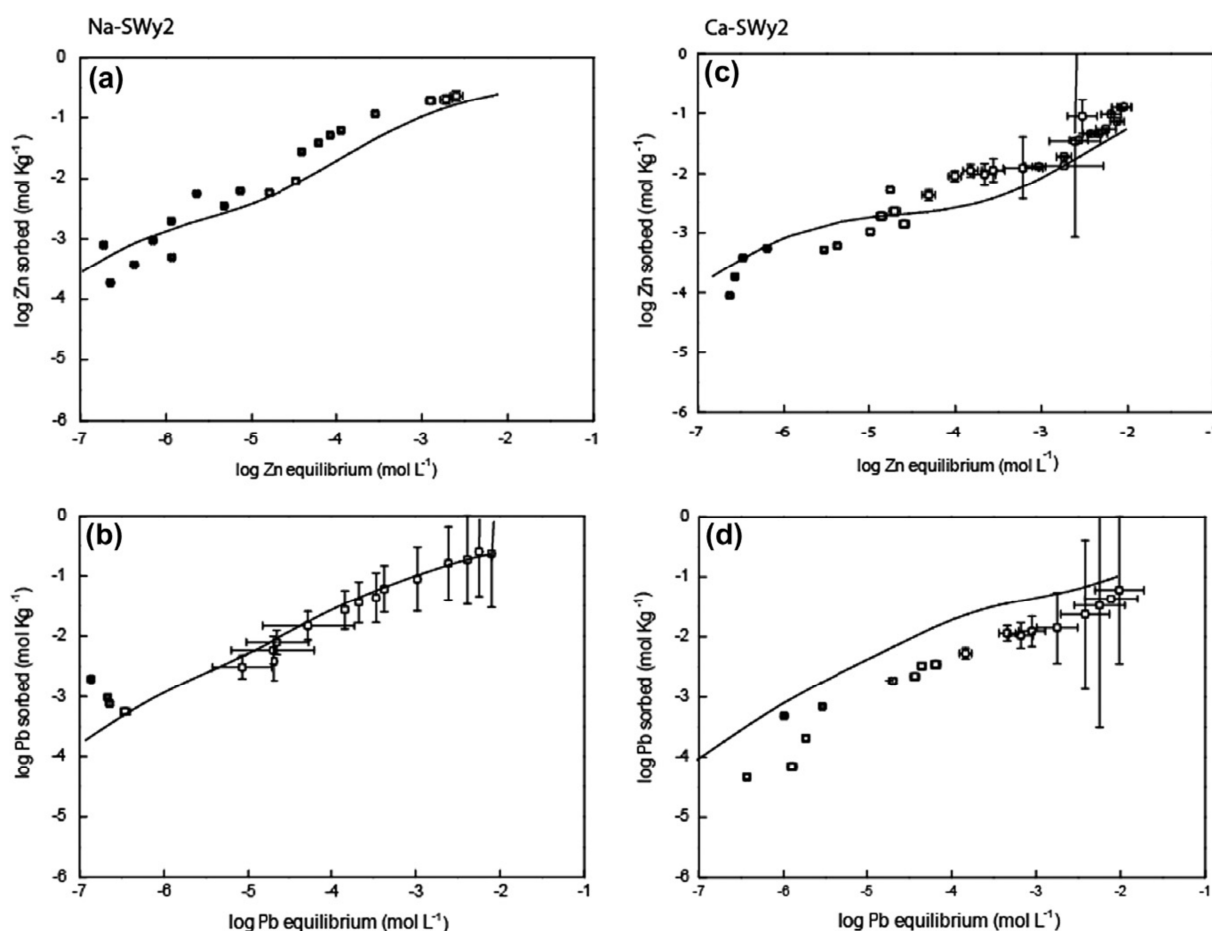 Na-SWy2
(a)
0
-1
-2
-3
-4
-5
-6
log Zn sorbed (mol Kg⁻¹)
-7 -6 -5 -4 -3 -2 -1
log Zn equilibrium (mol L⁻¹)
Ca-SWy2
(c)
0
-1
-2
-3
-4
-5
-6
log Zn sorbed (mol Kg⁻¹)
-7 -6 -5 -4 -3 -2 -1
log Zn equilibrium (mol L⁻¹)
(b)
0
-1
-2
-3
-4
-5
-6
log Pb sorbed (mol Kg⁻¹)
-7 -6 -5 -4 -3 -2 -1
log Pb equilibrium (mol L⁻¹)
(d)
0
-1
-2
-3
-4
-5
-6
log Pb sorbed (mol Kg⁻¹)
-7 -6 -5 -4 -3 -2 -1
log Pb equilibrium (mol L⁻¹)